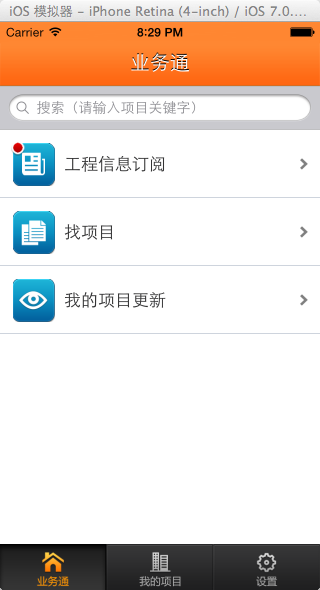 iOS 模拟器 – iPhone Retina (4-inch) / iOS 7.0....
Carrier 8:29 PM
业务通
搜索（请输入项目关键字）
工程信息订阅
找项目
我的项目更新
业务通 我的项目 设置